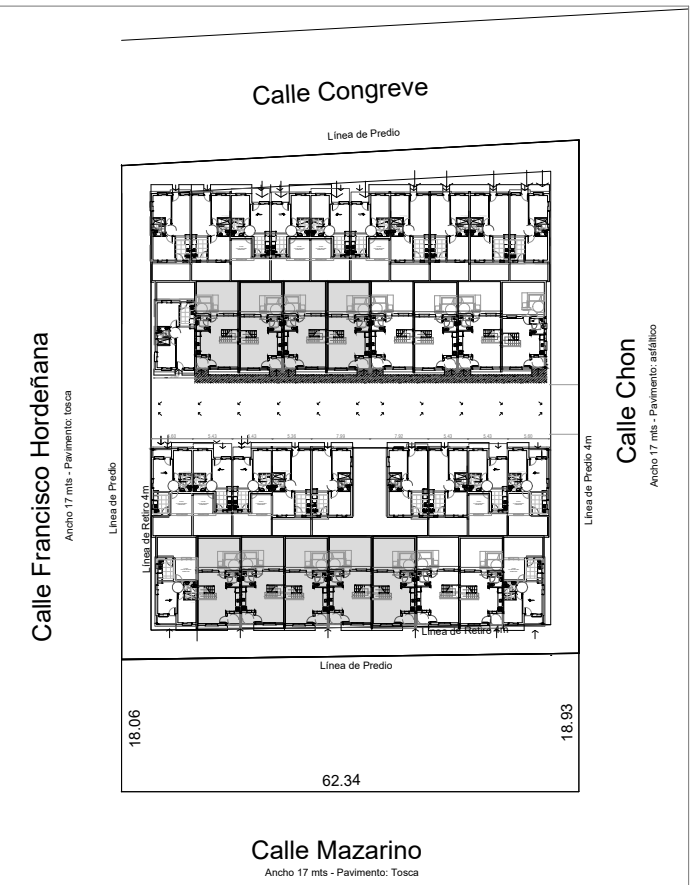 Calle Congreve
Línea de Predio
Calle Francisco Hordeñana
Ancho 17 mts - Pavimento: tosca
Línea de Predio
Línea de Retiro 4m
Calle Chon
Ancho 17 mts - Pavimento: asfáltico
Línea de Predio 4m
Línea de Retiro 4m
Línea de Predio
18.06
18.93
62.34
Calle Mazarino
Ancho 17 mts - Pavimento: Tosca